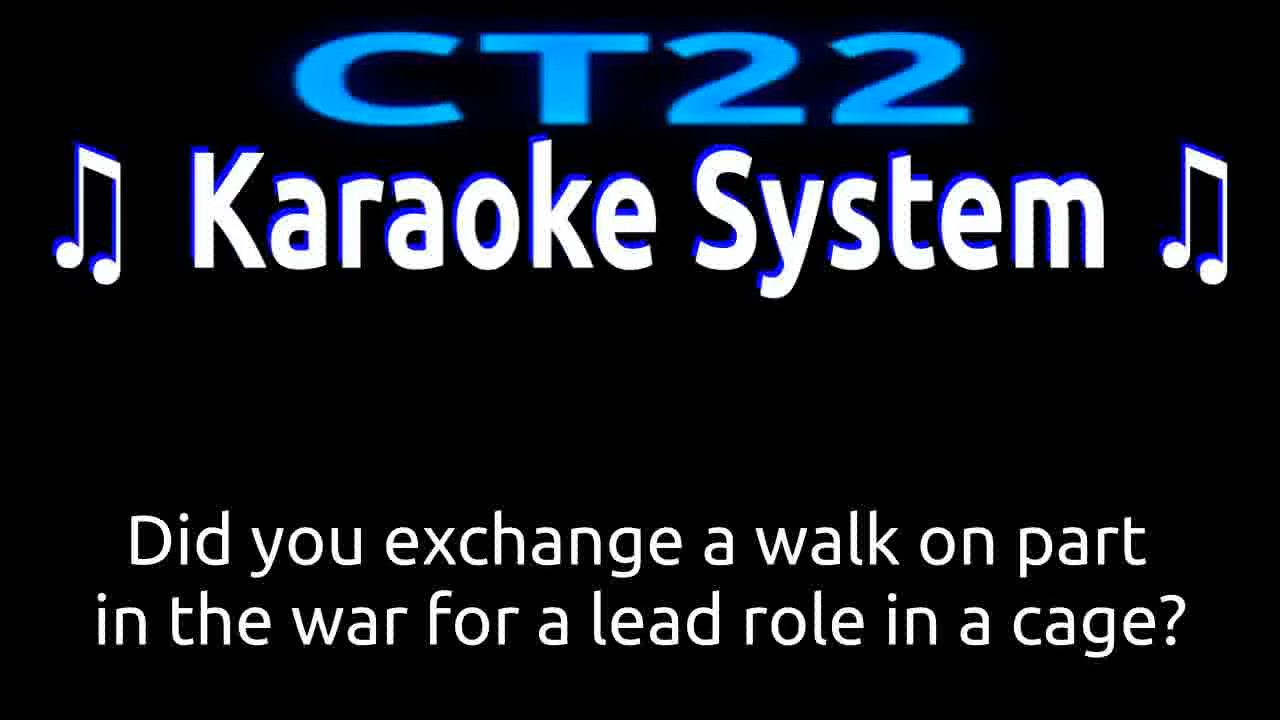 CT22
♫ Karaoke System ♫
Did you exchange a walk on part
in the war for a lead role in a cage?